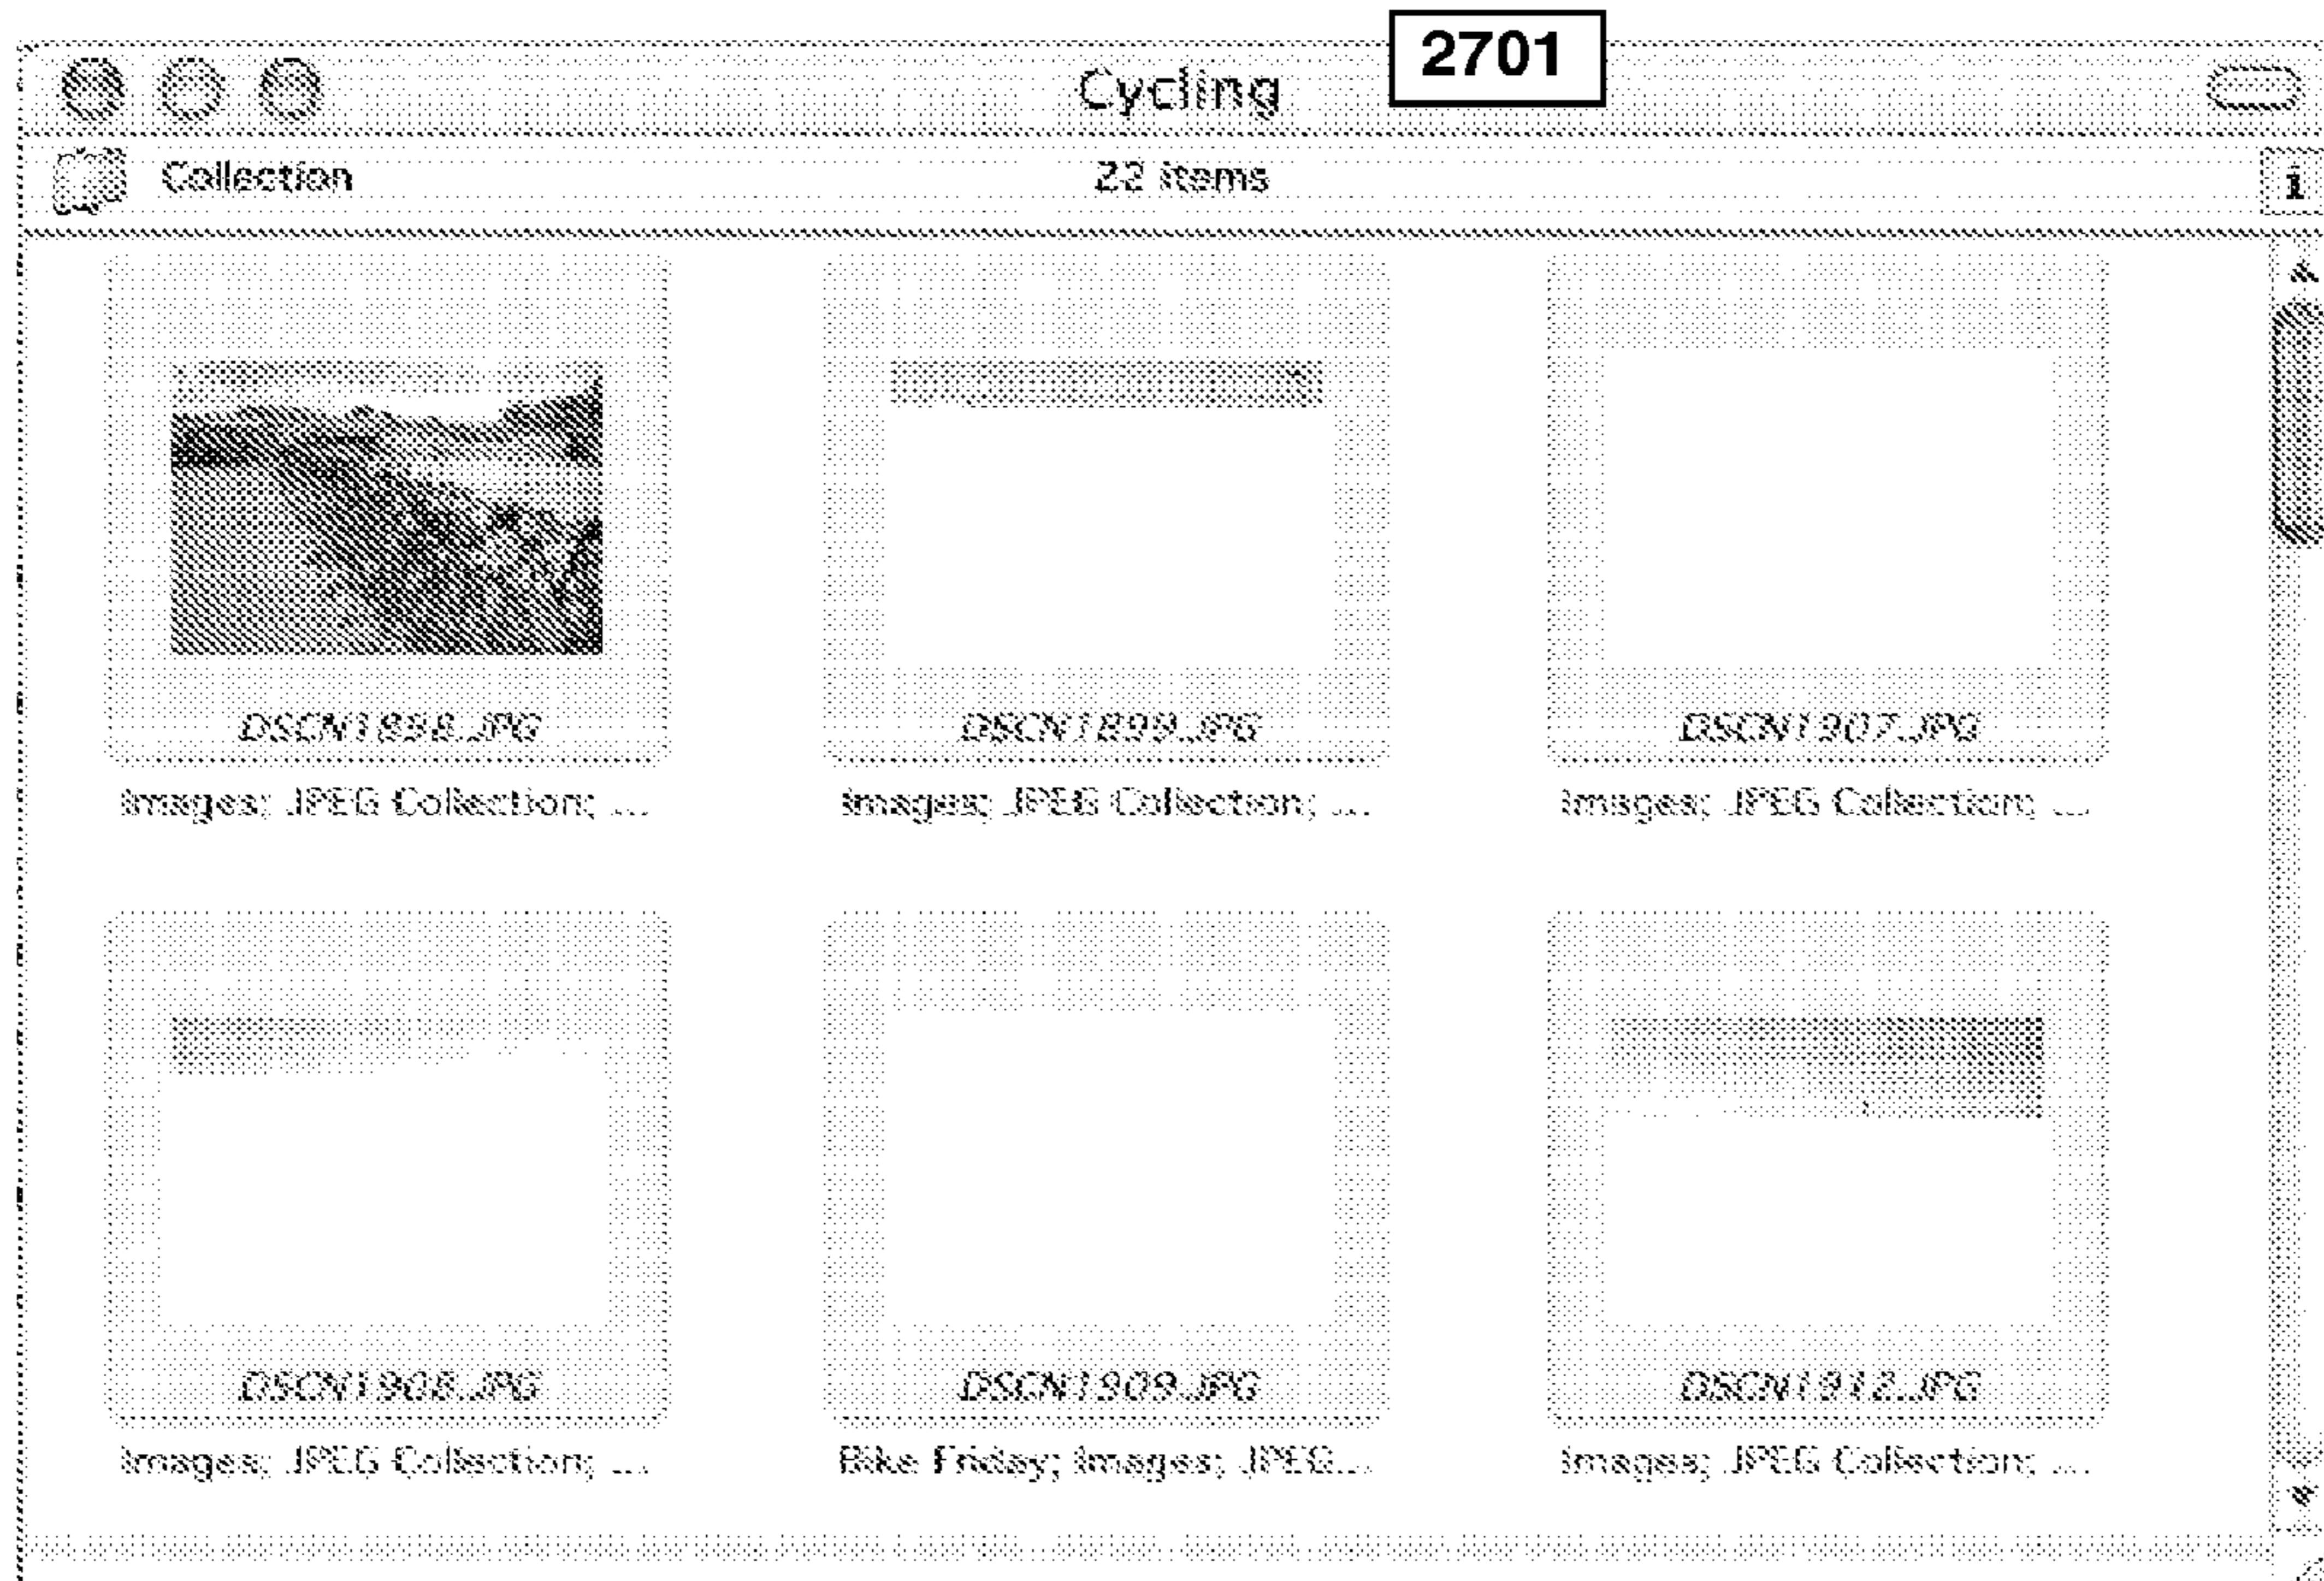 2701
Cycling
Collection 22 items i
DSCN1898.JPG DSCN1899.JPG DSCN1907.JPG
Images; JPEG Collection; ... Images; JPEG Collection; ... Images; JPEG Collection; ...
DSCN1908.JPG DSCN1909.JPG DSCN1912.JPG
Images; JPEG Collection; ... Bike Friday; Images; JPEG... Images; JPEG Collection; ...